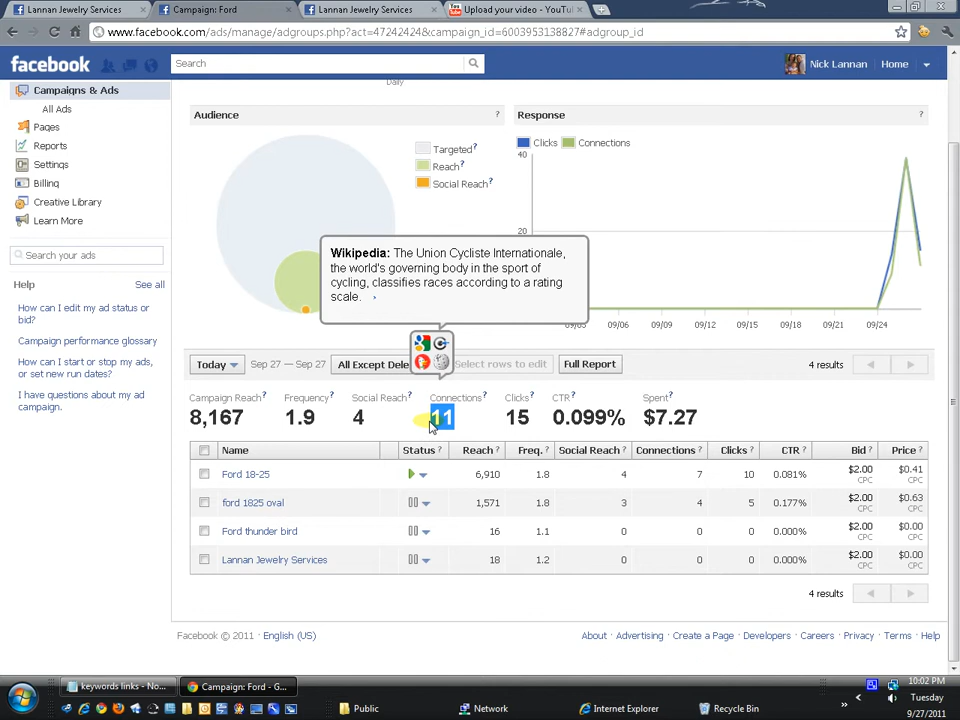 Lannan Jewelry Services
Campaign: Ford
Lannan Jewelry Services
Upload your video - YouTu
www.facebook.com/ads/manage/adgroups.php?act=47242424&campaign_id=6003953138827#adgroup_id
facebook
Search
Nick Lannan
Home
Campaigns & Ads
All Ads
Pages
Reports
Settings
Billing
Creative Library
Learn More
Search your ads
Help
See all
How can I edit my ad status or
bid?
Campaign performance glossary
How can I start or stop my ads,
or set new run dates?
I have questions about my ad
campaign.
Daily
Audience ?
Targeted?
Reach?
Social Reach?
Response ?
Clicks Connections
40
20
09/03 09/06 09/09 09/12 09/15 09/18 09/21 09/24
Wikipedia: The Union Cycliste Internationale,
the world's governing body in the sport of
cycling, classifies races according to a rating
scale. ›
Today
Sep 27 — Sep 27
All Except Dele
Select rows to edit
Full Report
4 results
Campaign Reach? Frequency? Social Reach? Connections? Clicks? CTR? Spent?
8,167 1.9 4 11 15 0.099% $7.27
Name Status ? Reach ? Freq. ? Social Reach ? Connections ? Clicks ? CTR ? Bid ? Price ?
Ford 18-25 6,910 1.8 4 7 10 0.081% $2.00 CPC $0.41 CPC
ford 1825 oval 1,571 1.8 3 4 5 0.177% $2.00 CPC $0.63 CPC
Ford thunder bird 16 1.1 0 0 0 0.000% $2.00 CPC $0.00 CPC
Lannan Jewelry Services 18 1.2 0 0 0 0.000% $2.00 CPC $0.00 CPC
4 results
Facebook © 2011 · English (US)
About · Advertising · Create a Page · Developers · Careers · Privacy · Terms · Help
keywords links - No...
Campaign: Ford - G...
10:02 PM
Tuesday
9/27/2011
Public
Network
Internet Explorer
Recycle Bin